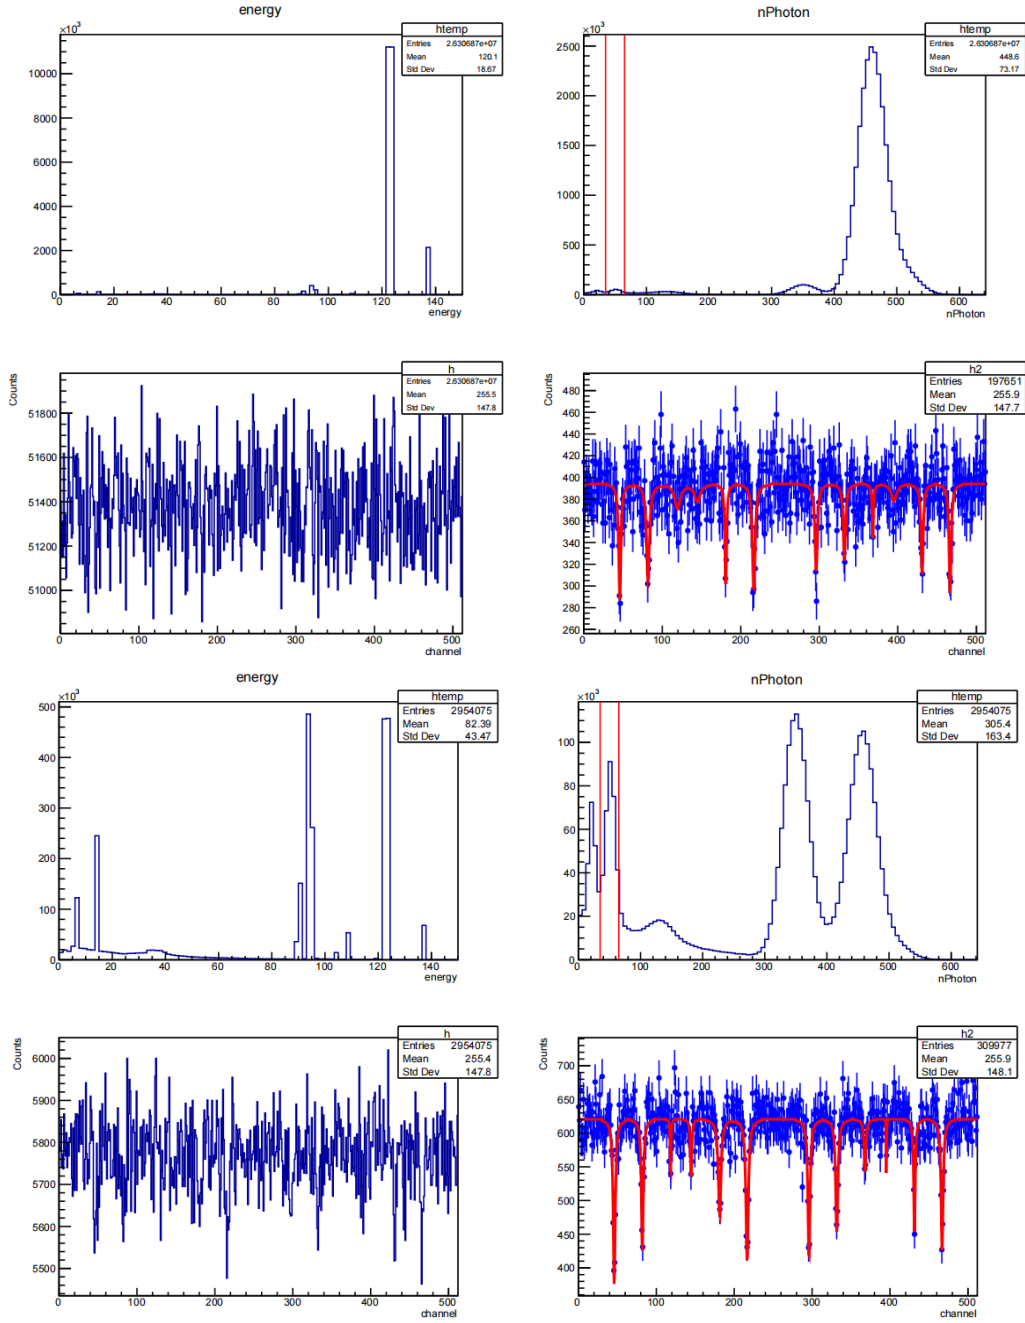 energy
nPhoton
×10³
htemp
Entries 2.630687e+07
Mean 120.1
Std Dev 18.67
10000
8000
6000
4000
2000
0
0 20 40 60 80 100 120 140
energy
×10³
htemp
Entries 2.630687e+07
Mean 448.6
Std Dev 73.17
2500
2000
1500
1000
500
0
0 100 200 300 400 500 600
nPhoton
Counts
h
Entries 2.630687e+07
Mean 255.5
Std Dev 147.8
51800
51600
51400
51200
51000
0 100 200 300 400 500
channel
Counts
h2
Entries 197651
Mean 255.9
Std Dev 147.7
480
460
440
420
400
380
360
340
320
300
280
260
0 100 200 300 400 500
channel
energy
nPhoton
×10³
htemp
Entries 2954075
Mean 82.39
Std Dev 43.47
500
400
300
200
100
0
0 20 40 60 80 100 120 140
energy
×10³
htemp
Entries 2954075
Mean 305.4
Std Dev 163.4
100
80
60
40
20
0
0 100 200 300 400 500 600
nPhoton
Counts
h
Entries 2954075
Mean 255.4
Std Dev 147.8
6000
5900
5800
5700
5600
5500
0 100 200 300 400 500
channel
Counts
h2
Entries 309977
Mean 255.9
Std Dev 148.1
700
650
600
550
500
450
400
0 100 200 300 400 500
channel